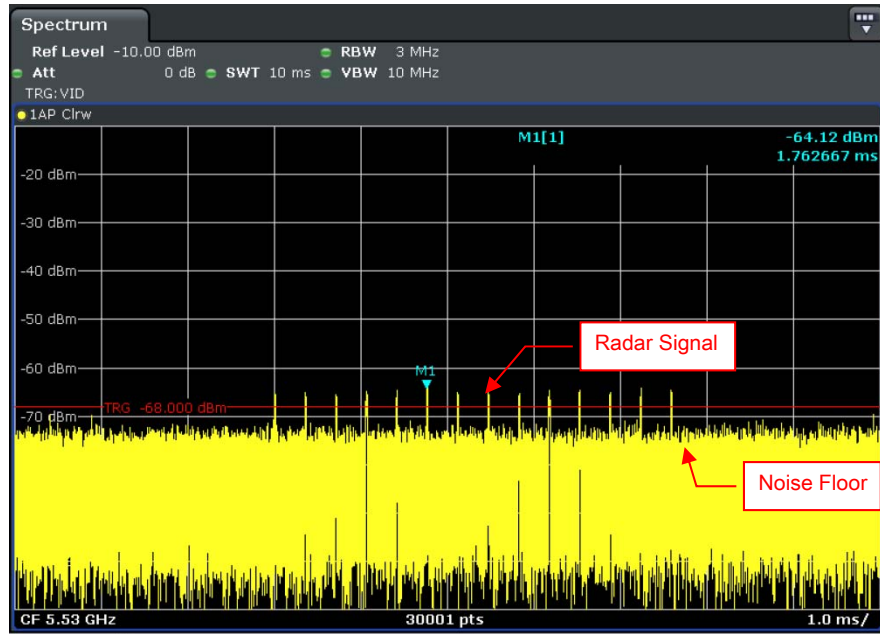 Spectrum
Ref Level -10.00 dBm RBW 3 MHz
Att 0 dB SWT 10 ms VBW 10 MHz
TRG:VID
1AP Clrw
M1[1] -64.12 dBm
1.762667 ms
-20 dBm
-30 dBm
-40 dBm
-50 dBm
Radar Signal
-60 dBm
M1
TRG -68.000 dBm
-70 dBm
Noise Floor
CF 5.53 GHz 30001 pts 1.0 ms/